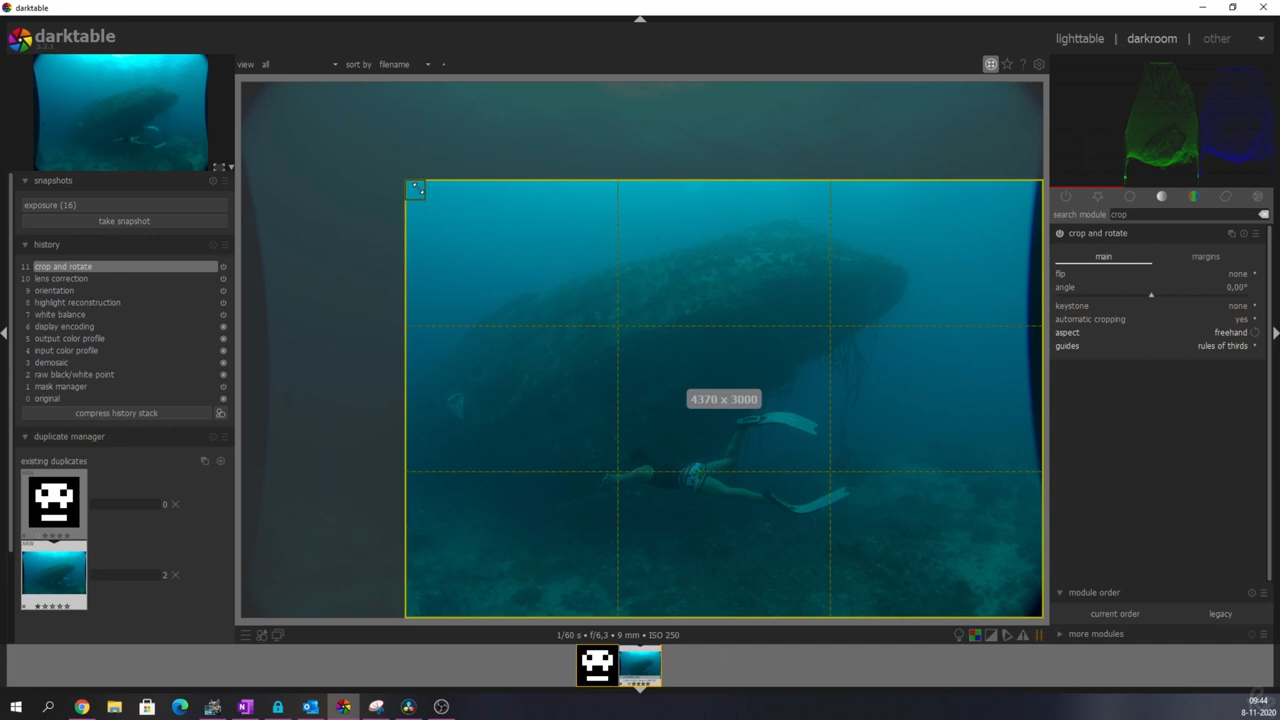 darktable
darktable
3.2.1
lighttable | darkroom | other
view all sort by filename
snapshots
exposure (16)
take snapshot
history
11 crop and rotate
10 lens correction
9 orientation
8 highlight reconstruction
7 white balance
6 display encoding
5 output color profile
4 input color profile
3 demosaic
2 raw black/white point
1 mask manager
0 original
compress history stack
duplicate manager
existing duplicates
ARW
0
ARW
2
4370 x 3000
search module crop
crop and rotate
main margins
flip none
angle 0,00°
keystone none
automatic cropping yes
aspect freehand
guides rules of thirds
module order
current order legacy
more modules
1/60 s • f/6,3 • 9 mm • ISO 250
09:44
8-11-2020